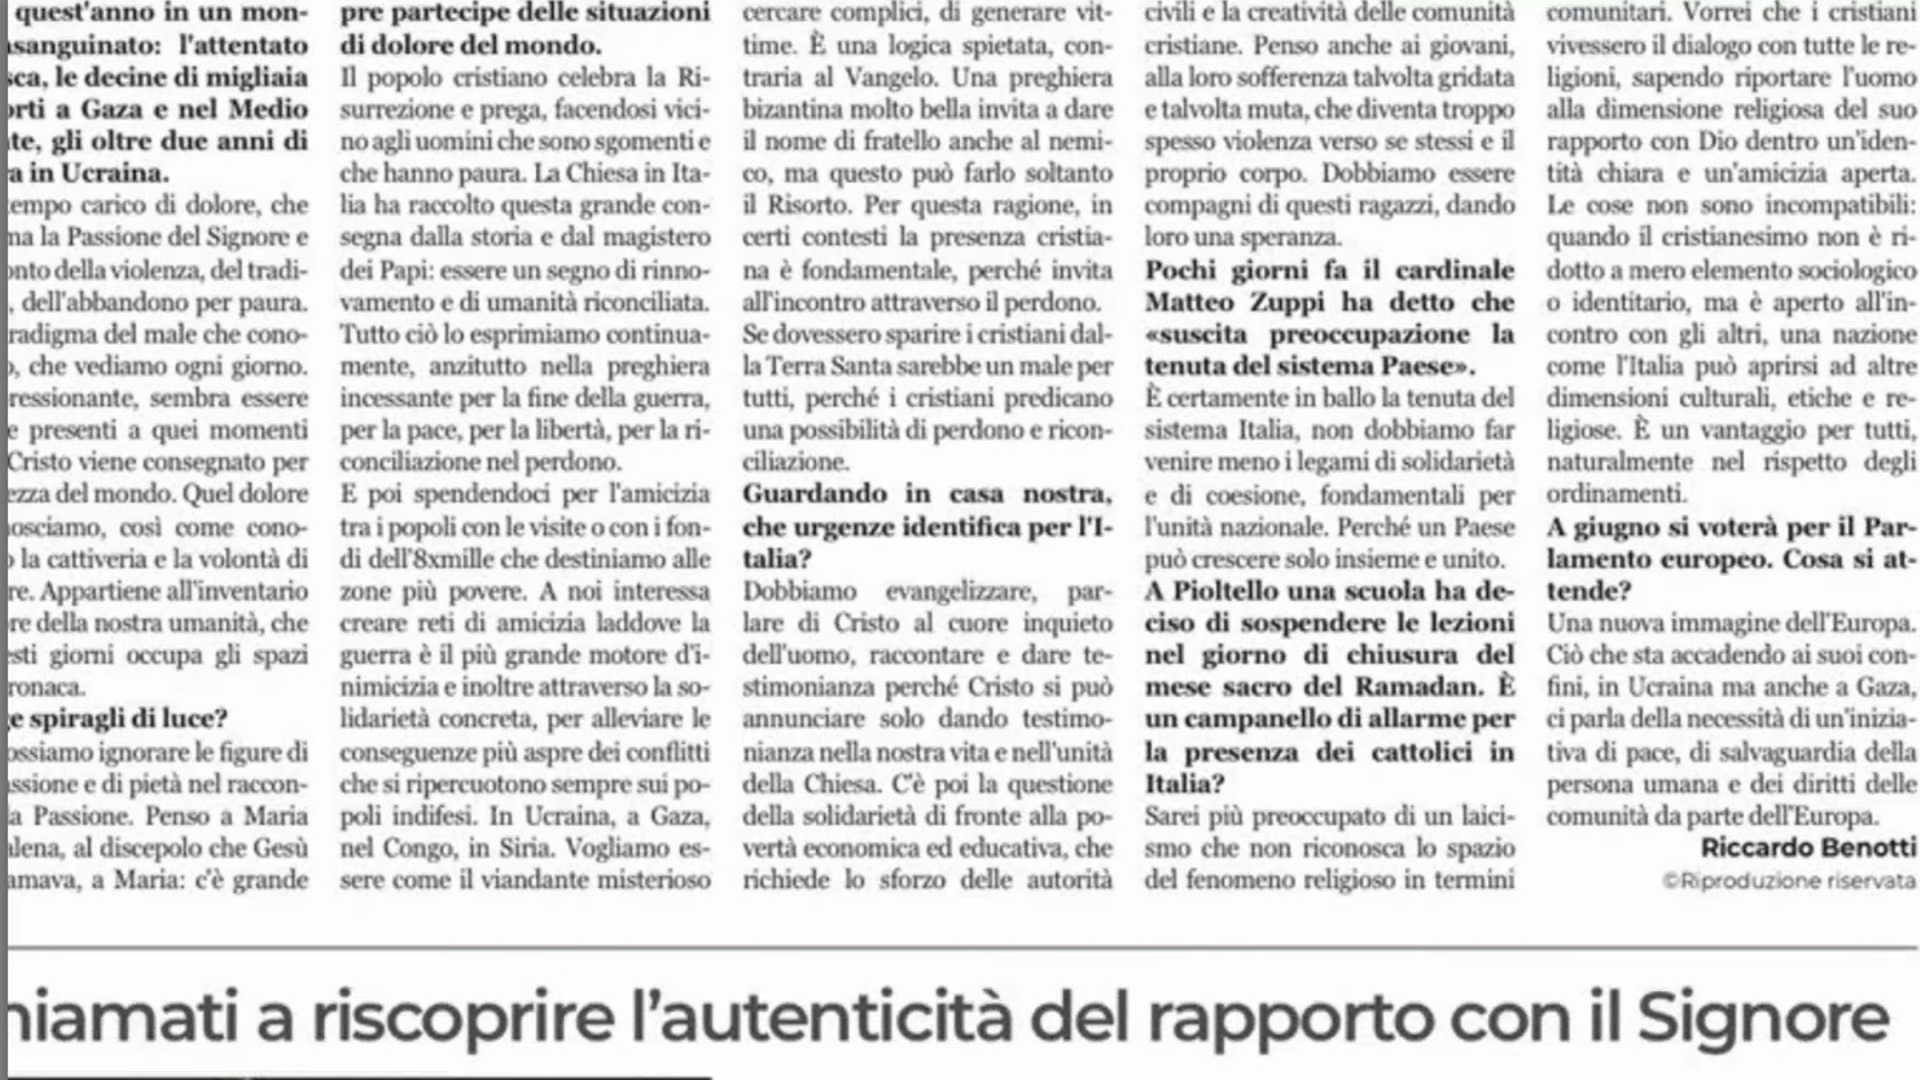 quest'anno in un mon-
sanguinato: l'attentato
sca, le decine di migliaia
orti a Gaza e nel Medio
te, gli oltre due anni di
a in Ucraina.
empo carico di dolore, che
na la Passione del Signore e
onto della violenza, del tradi-
, dell'abbandono per paura.
radigma del male che cono-
, che vediamo ogni giorno.
ressionante, sembra essere
e presenti a quei momenti
Cristo viene consegnato per
ezza del mondo. Quel dolore
osciamo, così come cono-
la cattiveria e la volontà di
re. Appartiene all'inventario
re della nostra umanità, che
sti giorni occupa gli spazi
ronaca.
e spiragli di luce?
ossiamo ignorare le figure di
ssione e di pietà nel raccon-
a Passione. Penso a Maria
lena, al discepolo che Gesù
amava, a Maria: c'è grande
pre partecipe delle situazioni
di dolore del mondo.
Il popolo cristiano celebra la Ri-
surrezione e prega, facendosi vici-
no agli uomini che sono sgomenti e
che hanno paura. La Chiesa in Ita-
lia ha raccolto questa grande con-
segna dalla storia e dal magistero
dei Papi: essere un segno di rinno-
vamento e di umanità riconciliata.
Tutto ciò lo esprimiamo continua-
mente, anzitutto nella preghiera
incessante per la fine della guerra,
per la pace, per la libertà, per la ri-
conciliazione nel perdono.
E poi spendendoci per l'amicizia
tra i popoli con le visite o con i fon-
di dell'8xmille che destiniamo alle
zone più povere. A noi interessa
creare reti di amicizia laddove la
guerra è il più grande motore d'i-
nimicizia e inoltre attraverso la so-
lidarietà concreta, per alleviare le
conseguenze più aspre dei conflitti
che si ripercuotono sempre sui po-
poli indifesi. In Ucraina, a Gaza,
nel Congo, in Siria. Vogliamo es-
sere come il viandante misterioso
cercare complici, di generare vit-
time. È una logica spietata, con-
traria al Vangelo. Una preghiera
bizantina molto bella invita a dare
il nome di fratello anche al nemi-
co, ma questo può farlo soltanto
il Risorto. Per questa ragione, in
certi contesti la presenza cristia-
na è fondamentale, perché invita
all'incontro attraverso il perdono.
Se dovessero sparire i cristiani dal-
la Terra Santa sarebbe un male per
tutti, perché i cristiani predicano
una possibilità di perdono e ricon-
ciliazione.
Guardando in casa nostra,
che urgenze identifica per l'I-
talia?
Dobbiamo evangelizzare, par-
lare di Cristo al cuore inquieto
dell'uomo, raccontare e dare te-
stimonianza perché Cristo si può
annunciare solo dando testimo-
nianza nella nostra vita e nell'unità
della Chiesa. C'è poi la questione
della solidarietà di fronte alla po-
vertà economica ed educativa, che
richiede lo sforzo delle autorità
civili e la creatività delle comunità
cristiane. Penso anche ai giovani,
alla loro sofferenza talvolta gridata
e talvolta muta, che diventa troppo
spesso violenza verso se stessi e il
proprio corpo. Dobbiamo essere
compagni di questi ragazzi, dando
loro una speranza.
Pochi giorni fa il cardinale
Matteo Zuppi ha detto che
«suscita preoccupazione la
tenuta del sistema Paese».
È certamente in ballo la tenuta del
sistema Italia, non dobbiamo far
venire meno i legami di solidarietà
e di coesione, fondamentali per
l'unità nazionale. Perché un Paese
può crescere solo insieme e unito.
A Pioltello una scuola ha de-
ciso di sospendere le lezioni
nel giorno di chiusura del
mese sacro del Ramadan. È
un campanello di allarme per
la presenza dei cattolici in
Italia?
Sarei più preoccupato di un laici-
smo che non riconosca lo spazio
del fenomeno religioso in termini
comunitari. Vorrei che i cristiani
vivessero il dialogo con tutte le re-
ligioni, sapendo riportare l'uomo
alla dimensione religiosa del suo
rapporto con Dio dentro un'iden-
tità chiara e un'amicizia aperta.
Le cose non sono incompatibili:
quando il cristianesimo non è ri-
dotto a mero elemento sociologico
o identitario, ma è aperto all'in-
contro con gli altri, una nazione
come l'Italia può aprirsi ad altre
dimensioni culturali, etiche e re-
ligiose. È un vantaggio per tutti,
naturalmente nel rispetto degli
ordinamenti.
A giugno si voterà per il Par-
lamento europeo. Cosa si at-
tende?
Una nuova immagine dell'Europa.
Ciò che sta accadendo ai suoi con-
fini, in Ucraina ma anche a Gaza,
ci parla della necessità di un'inizia-
tiva di pace, di salvaguardia della
persona umana e dei diritti delle
comunità da parte dell'Europa.
Riccardo Benotti
©Riproduzione riservata
hiamati a riscoprire l'autenticità del rapporto con il Signore